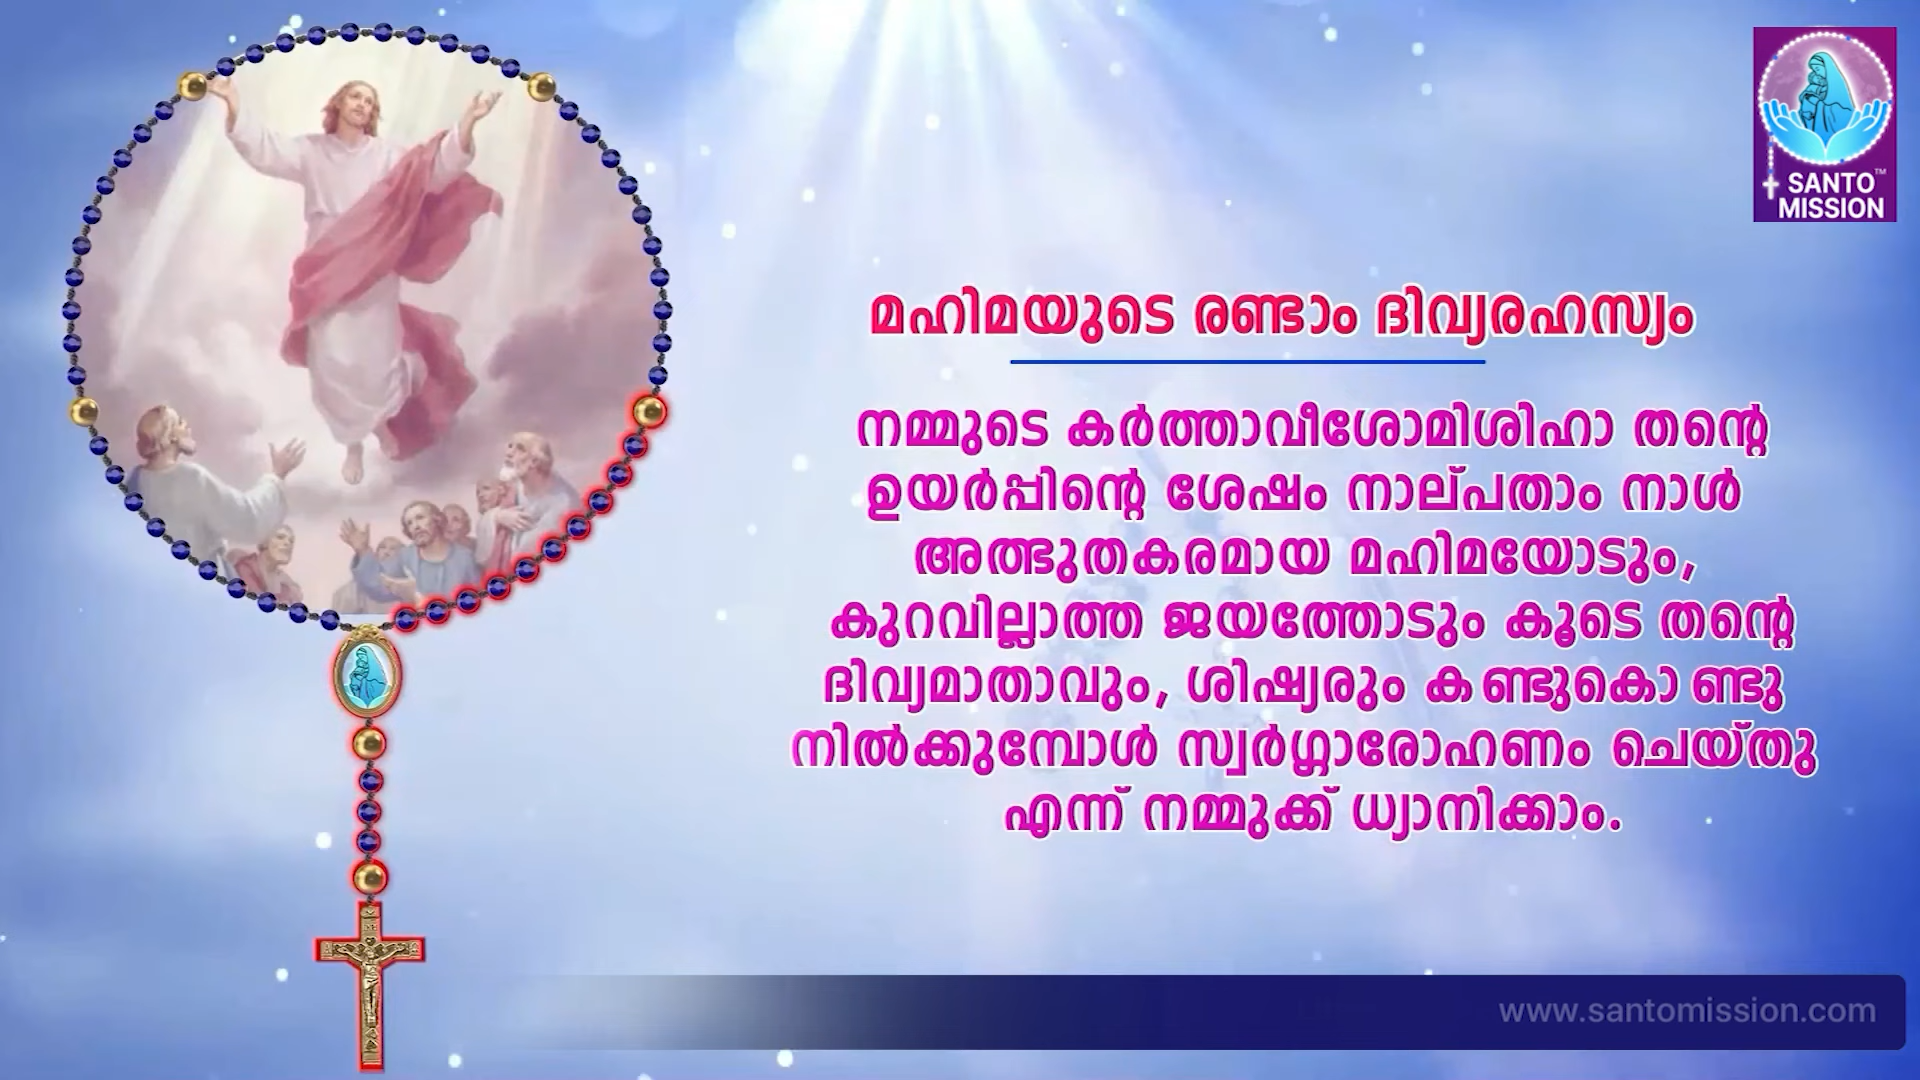 SANTO™
MISSION
മഹിമയുടെ രണ്ടാം ദിവ്യരഹസ്യം
നമ്മുടെ കർത്താവീശോമിശിഹാ തന്റെ
ഉയർപ്പിന്റെ ശേഷം നാല്പതാം നാൾ
അത്ഭുതകരമായ മഹിമയോടും,
കുറവില്ലാത്ത ജയത്തോടും കൂടെ തന്റെ
ദിവ്യമാതാവും, ശിഷ്യരും കണ്ടുകൊണ്ടു
നിൽക്കുമ്പോൾ സ്വർഗ്ഗാരോഹണം ചെയ്തു
എന്ന് നമ്മുക്ക് ധ്യാനിക്കാം.
www.santomission.com